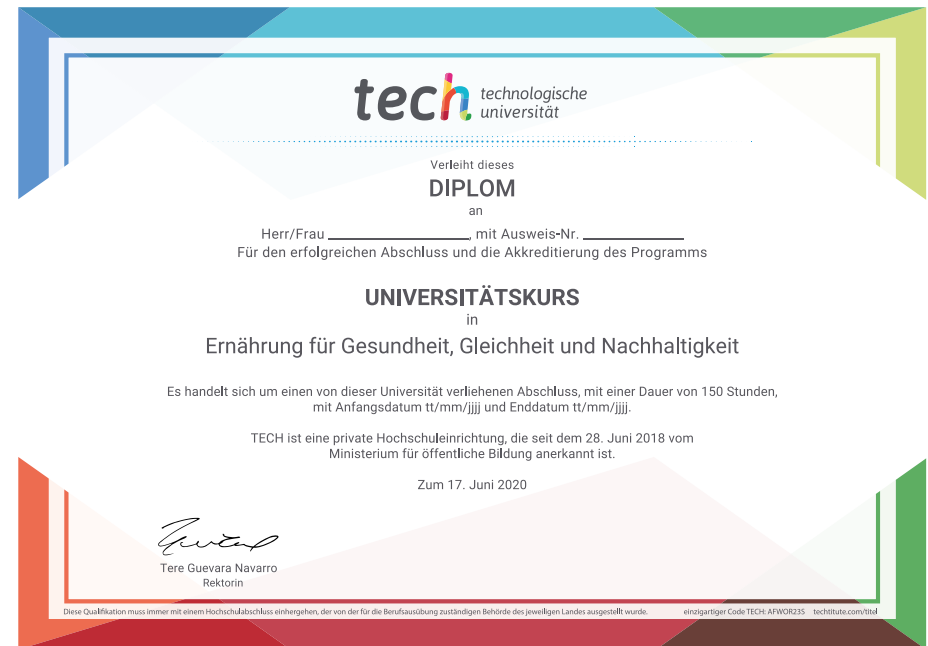 tech technologische
universität
Verleiht dieses
DIPLOM
an
Herr/Frau ____________________, mit Ausweis-Nr. ______________
Für den erfolgreichen Abschluss und die Akkreditierung des Programms
UNIVERSITÄTSKURS
in
Ernährung für Gesundheit, Gleichheit und Nachhaltigkeit
Es handelt sich um einen von dieser Universität verliehenen Abschluss, mit einer Dauer von 150 Stunden,
mit Anfangsdatum tt/mm/jjjj und Enddatum tt/mm/jjjj.
TECH ist eine private Hochschuleinrichtung, die seit dem 28. Juni 2018 vom
Ministerium für öffentliche Bildung anerkannt ist.
Zum 17. Juni 2020
Tere Guevara Navarro
Rektorin
Diese Qualifikation muss immer mit einem Hochschulabschluss einhergehen, der von der für die Berufsausübung zuständigen Behörde des jeweiligen Landes ausgestellt wurde. einzigartiger Code TECH: AFWOR23S techtitute.com/titel